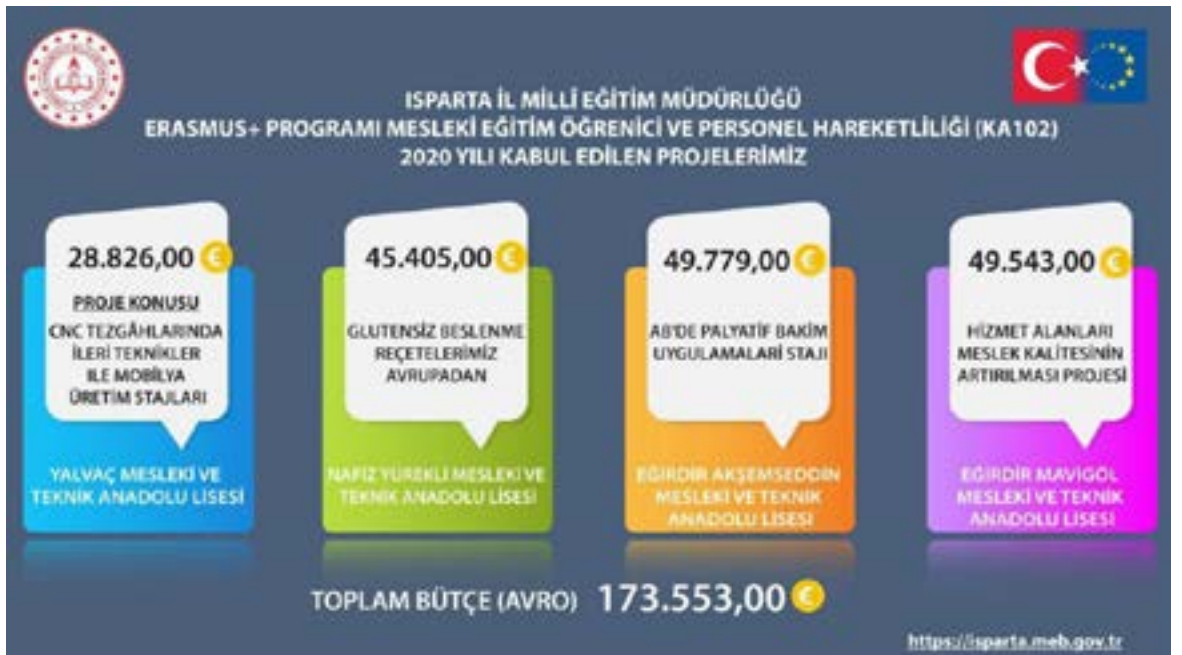 ISPARTA İL MİLLÎ EĞİTİM MÜDÜRLÜĞÜ
ERASMUS+ PROGRAMI MESLEKİ EĞİTİM ÖĞRENİCİ VE PERSONEL HAREKETLİLİĞİ (KA102)
2020 YILI KABUL EDİLEN PROJELERİMİZ
28.826,00 €
PROJE KONUSU
CNC TEZGÂHLARINDA
İLERİ TEKNİKLER
ILE MOBİLYA
ÜRETİM STAJLARI
YALVAÇ MESLEKİ VE
TEKNİK ANADOLU LİSESİ
45.405,00 €
GLUTENSİZ BESLENME
REÇETELERİMİZ
AVRUPADAN
NAFİZ YÜREKLİ MESLEKİ VE
TEKNİK ANADOLU LİSESİ
49.779,00 €
AB'DE PALYATİF BAKİM
UYGULAMALARİ STAJI
EĞİRDİR AKŞEMSEDDİN
MESLEKİ VE TEKNİK
ANADOLU LİSESİ
49.543,00 €
HİZMET ALANLARI
MESLEK KALİTESİNİN
ARTIRILMASI PROJESİ
EĞİRDİR MAVİGÖL
MESLEKİ VE TEKNİK
ANADOLU LİSESİ
TOPLAM BÜTÇE (AVRO) 173.553,00 €
https://isparta.meb.gov.tr